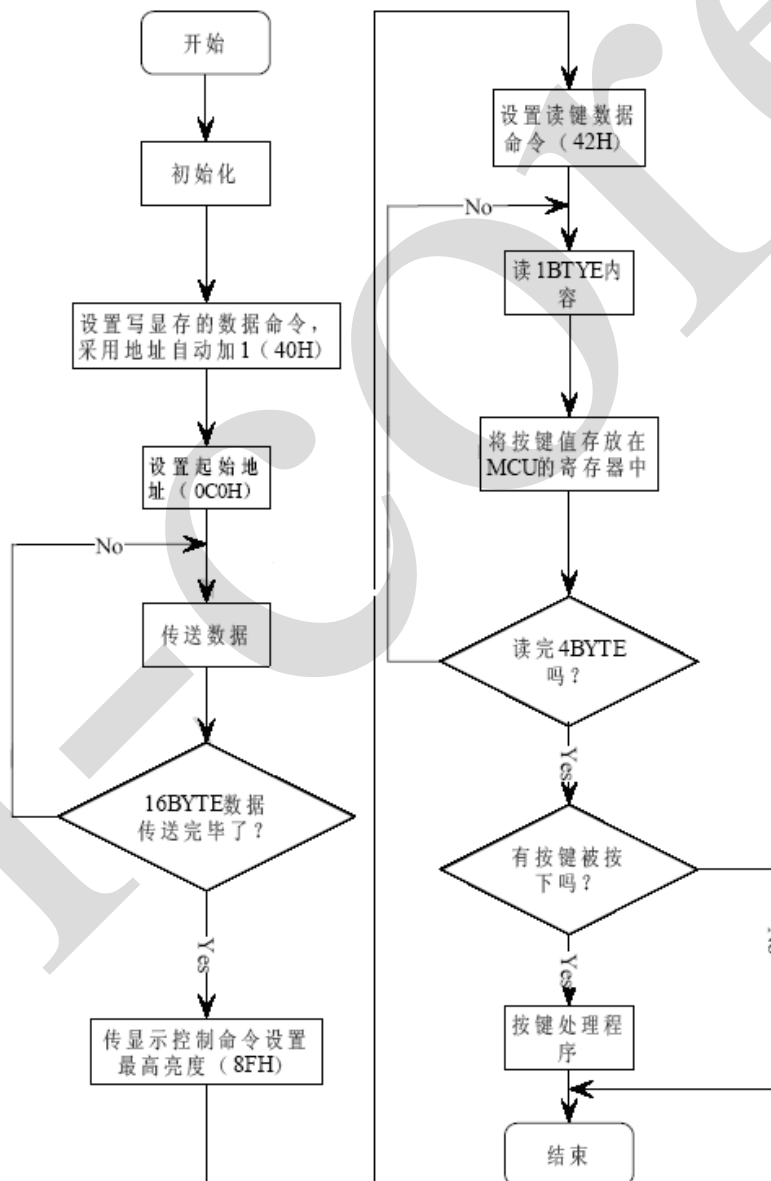 开始
初始化
设置写显存的数据命令，
采用地址自动加1（40H）
设置起始地
址（0C0H）
No
传送数据
16BYTE数据
传送完毕了？
Yes
传显示控制命令设置
最高亮度（8FH）
设置读键数据
命令（42H）
No
读1BTYE内
容
将按键值存放在
MCU的寄存器中
读完4BYTE
吗？
Yes
有按键被按
下吗？
Yes
按键处理程
序
结束